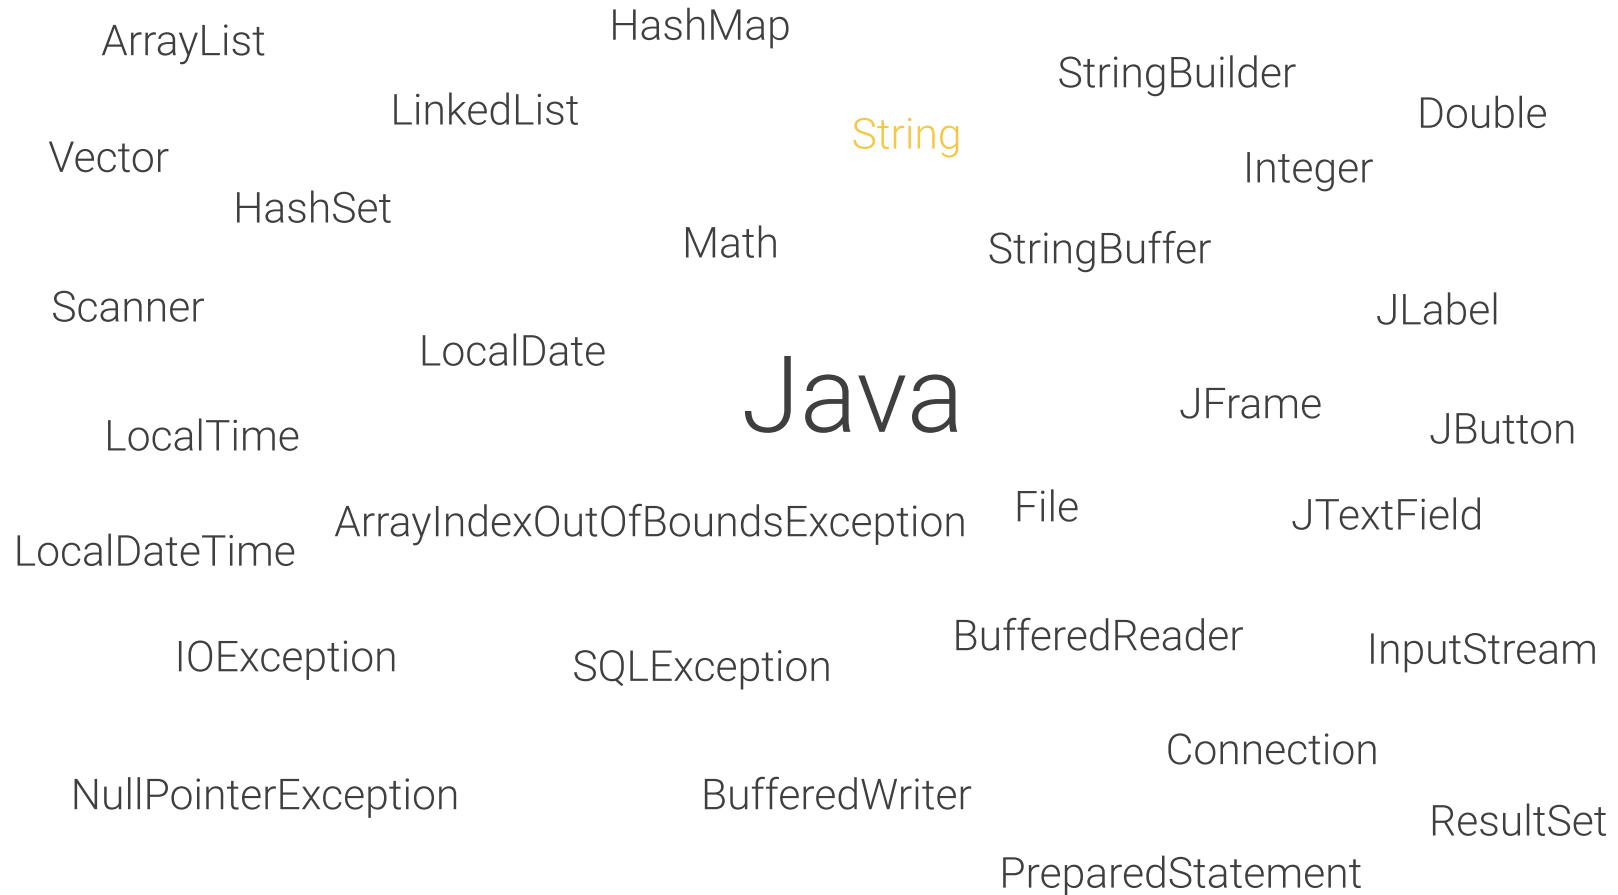 HashMap
ArrayList
StringBuilder
LinkedList
Double
String
Vector
Integer
HashSet
Math
StringBuffer
Scanner
JLabel
LocalDate
Java
JFrame
JButton
LocalTime
File
JTextField
ArrayIndexOutOfBoundsException
LocalDateTime
BufferedReader
InputStream
IOException
SQLException
Connection
NullPointerException
BufferedWriter
ResultSet
PreparedStatement